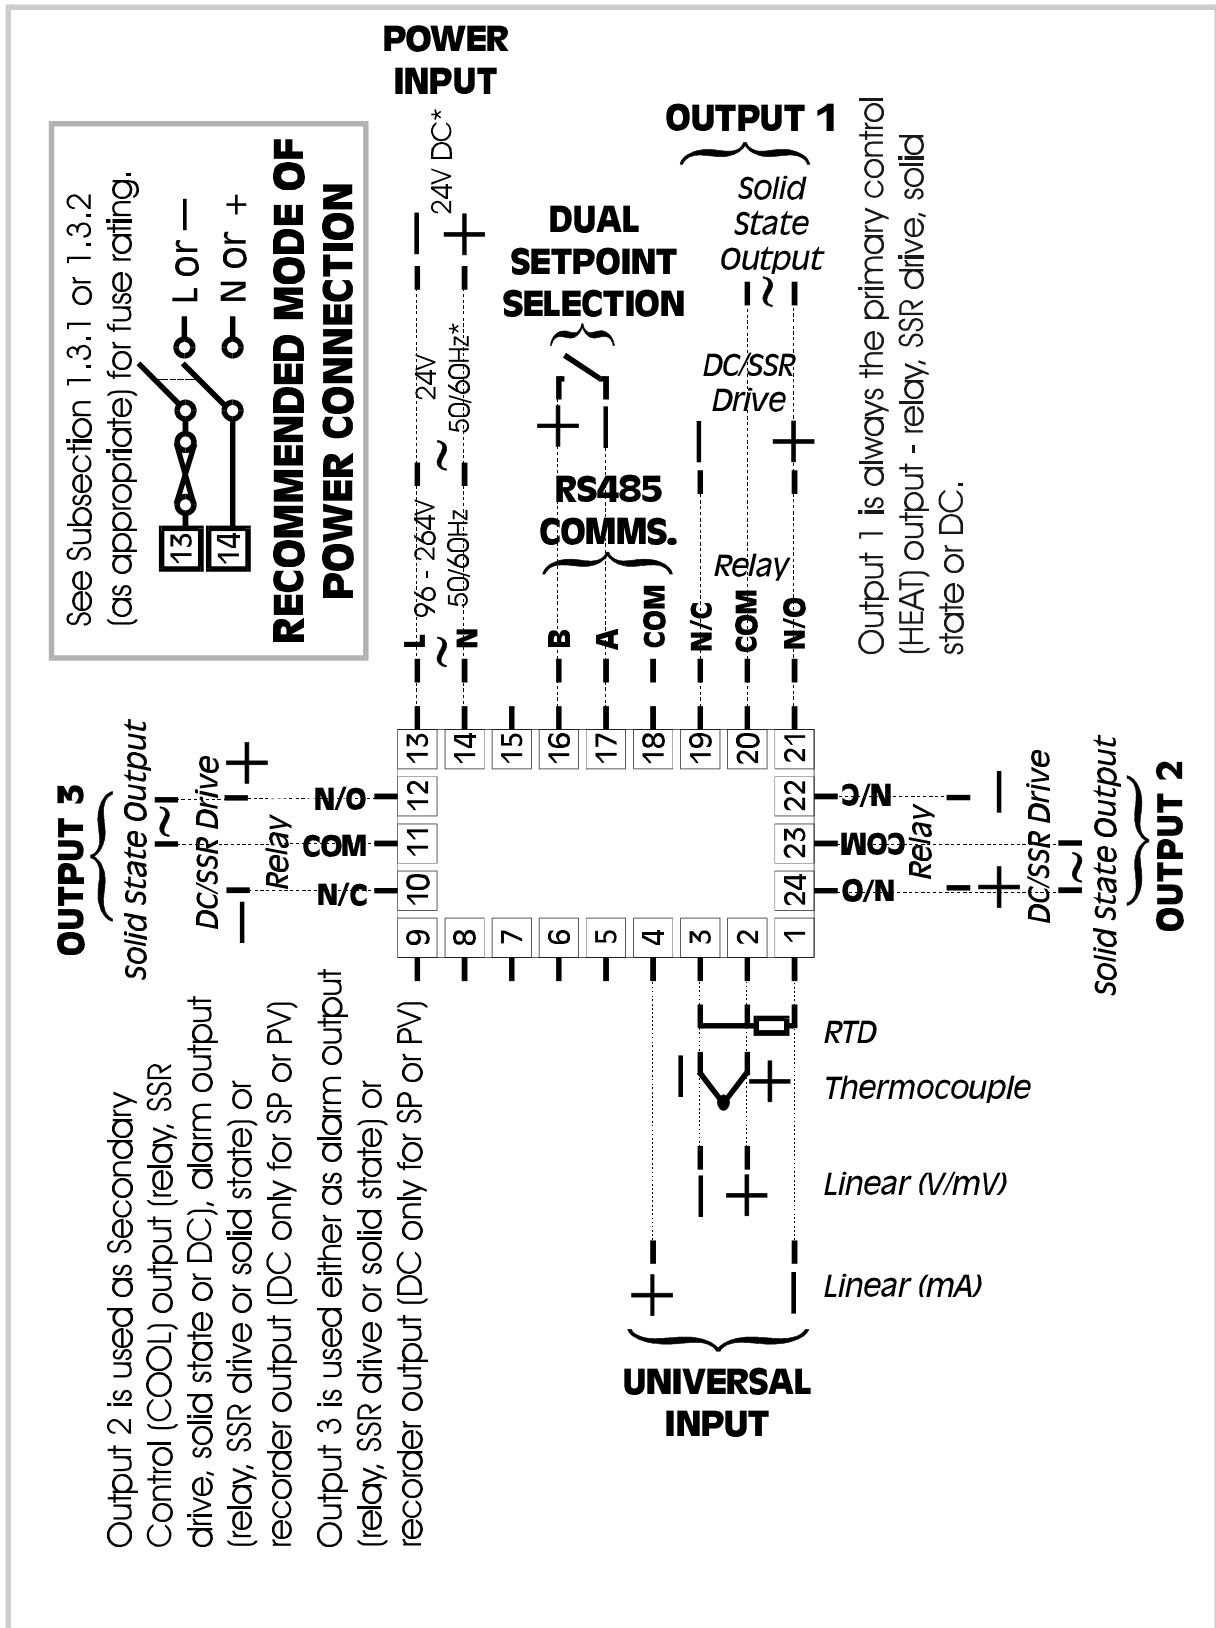 POWER
INPUT
See Subsection 1.3.1 or 1.3.2
(as appropriate) for fuse rating.
13
L or —
14
N or +
RECOMMENDED MODE OF
POWER CONNECTION
24V DC*
—
+
24V
~
50/60Hz*
L
96 - 264V
~
50/60Hz
N
DUAL
SETPOINT
SELECTION
+
—
RS485
COMMS.
B
A
COM
OUTPUT 1
Solid
State
Output
~
DC/SSR
Drive
—
+
Relay
N/C
COM
N/O
Output 1 is always the primary control
(HEAT) output - relay, SSR drive, solid
state or DC.
OUTPUT 3
Solid State Output
~
DC/SSR Drive
+
—
Relay
N/O
COM
N/C
13 14 15 16 17 18 19 20 21
12
11
10
22
23
24
9 8 7 6 5 4 3 2 1
N/C
COM
N/O
Relay
—
+
DC/SSR Drive
~
Solid State Output
OUTPUT 2
Output 2 is used as Secondary
Control (COOL) output (relay, SSR
drive, solid state or DC), alarm output
(relay, SSR drive or solid state) or
recorder output (DC only for SP or PV)
Output 3 is used either as alarm output
(relay, SSR drive or solid state) or
recorder output (DC only for SP or PV)
RTD
— +
Thermocouple
— +
Linear (V/mV)
+ —
Linear (mA)
UNIVERSAL
INPUT